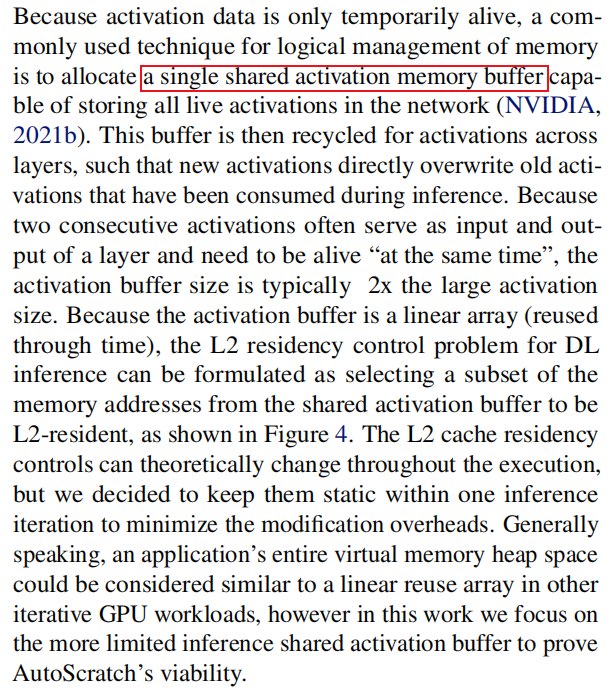 Because activation data is only temporarily alive, a com-
monly used technique for logical management of memory
is to allocate a single shared activation memory buffer capa-
ble of storing all live activations in the network (NVIDIA,
2021b). This buffer is then recycled for activations across
layers, such that new activations directly overwrite old acti-
vations that have been consumed during inference. Because
two consecutive activations often serve as input and out-
put of a layer and need to be alive “at the same time”, the
activation buffer size is typically 2x the large activation
size. Because the activation buffer is a linear array (reused
through time), the L2 residency control problem for DL
inference can be formulated as selecting a subset of the
memory addresses from the shared activation buffer to be
L2-resident, as shown in Figure 4. The L2 cache residency
controls can theoretically change throughout the execution,
but we decided to keep them static within one inference
iteration to minimize the modification overheads. Generally
speaking, an application’s entire virtual memory heap space
could be considered similar to a linear reuse array in other
iterative GPU workloads, however in this work we focus on
the more limited inference shared activation buffer to prove
AutoScratch’s viability.